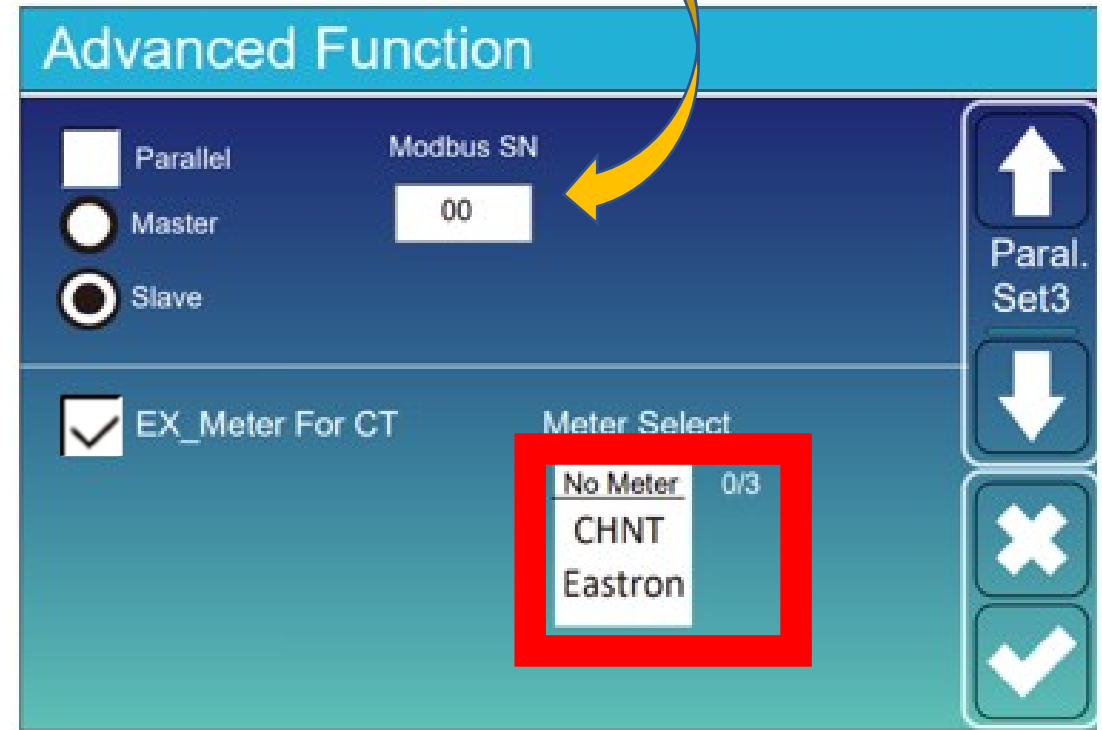 Advanced Function
Parallel
Modbus SN
00
Master
Slave
Paral.
Set3
EX_Meter For CT
Meter Select
No Meter 0/3
CHNT
Eastron